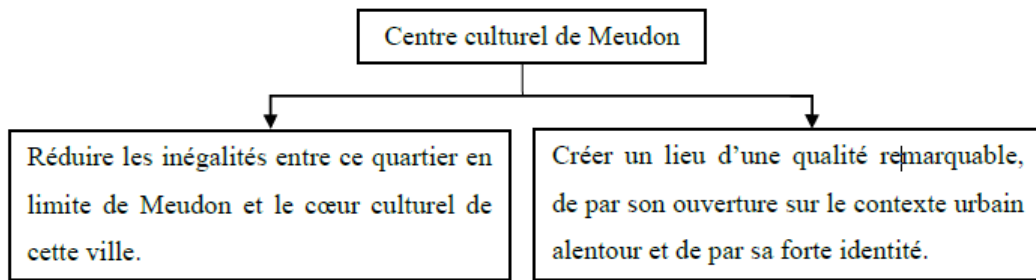 Centre culturel de Meudon
Réduire les inégalités entre ce quartier en
limite de Meudon et le cœur culturel de
cette ville.
Créer un lieu d’une qualité remarquable,
de par son ouverture sur le contexte urbain
alentour et de par sa forte identité.